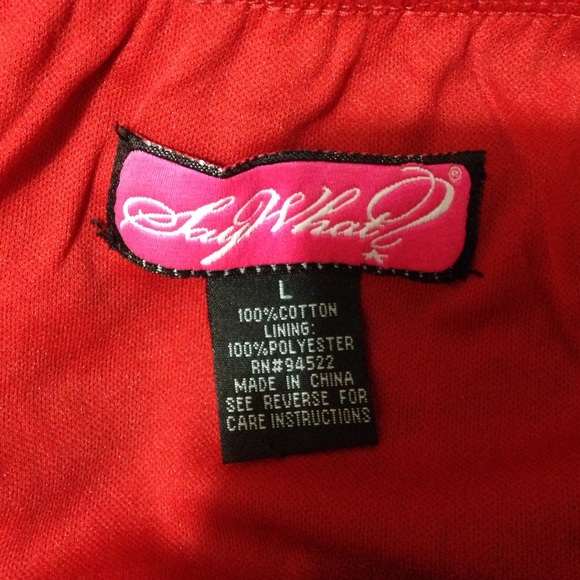 Say What?®
L
100%COTTON
LINING:
100%POLYESTER
RN#94522
MADE IN CHINA
SEE REVERSE FOR
CARE INSTRUCTIONS